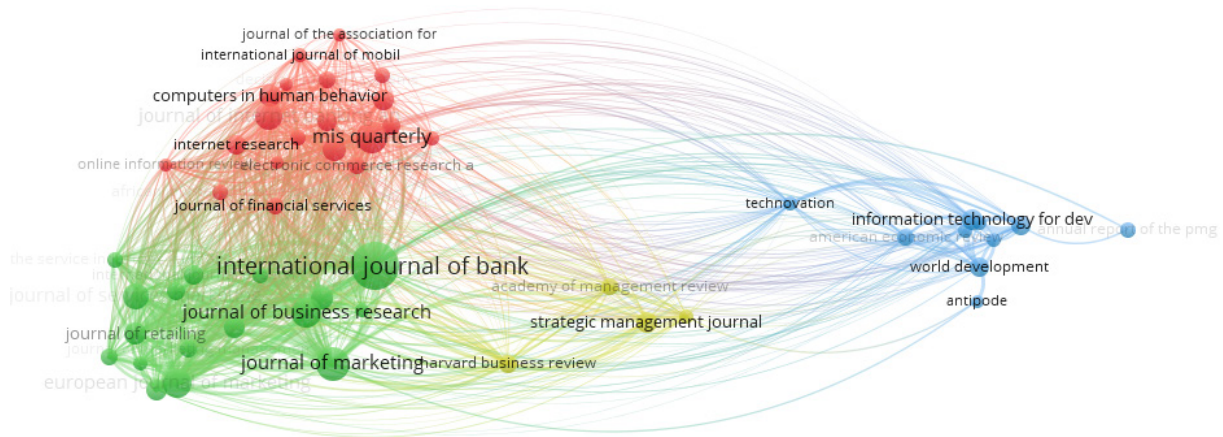 journal of the association for
international journal of mobil
computers in human behavior
journal of
mis quarterly
internet research
online information review
electronic commerce research a
journal of financial services
the service in
international journal of bank
journal of
journal of business research
journal of retailing
journal of marketing
european journal of marketing
harvard business review
academy of management review
strategic management journal
technovation
information technology for dev
american economic review
annual report of the pmg
world development
antipode